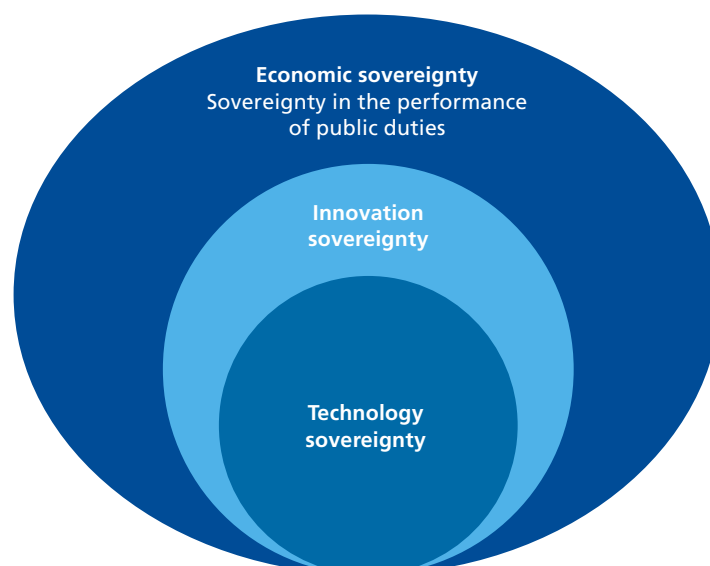 Economic sovereignty
Sovereignty in the performance
of public duties
Innovation
sovereignty
Technology
sovereignty